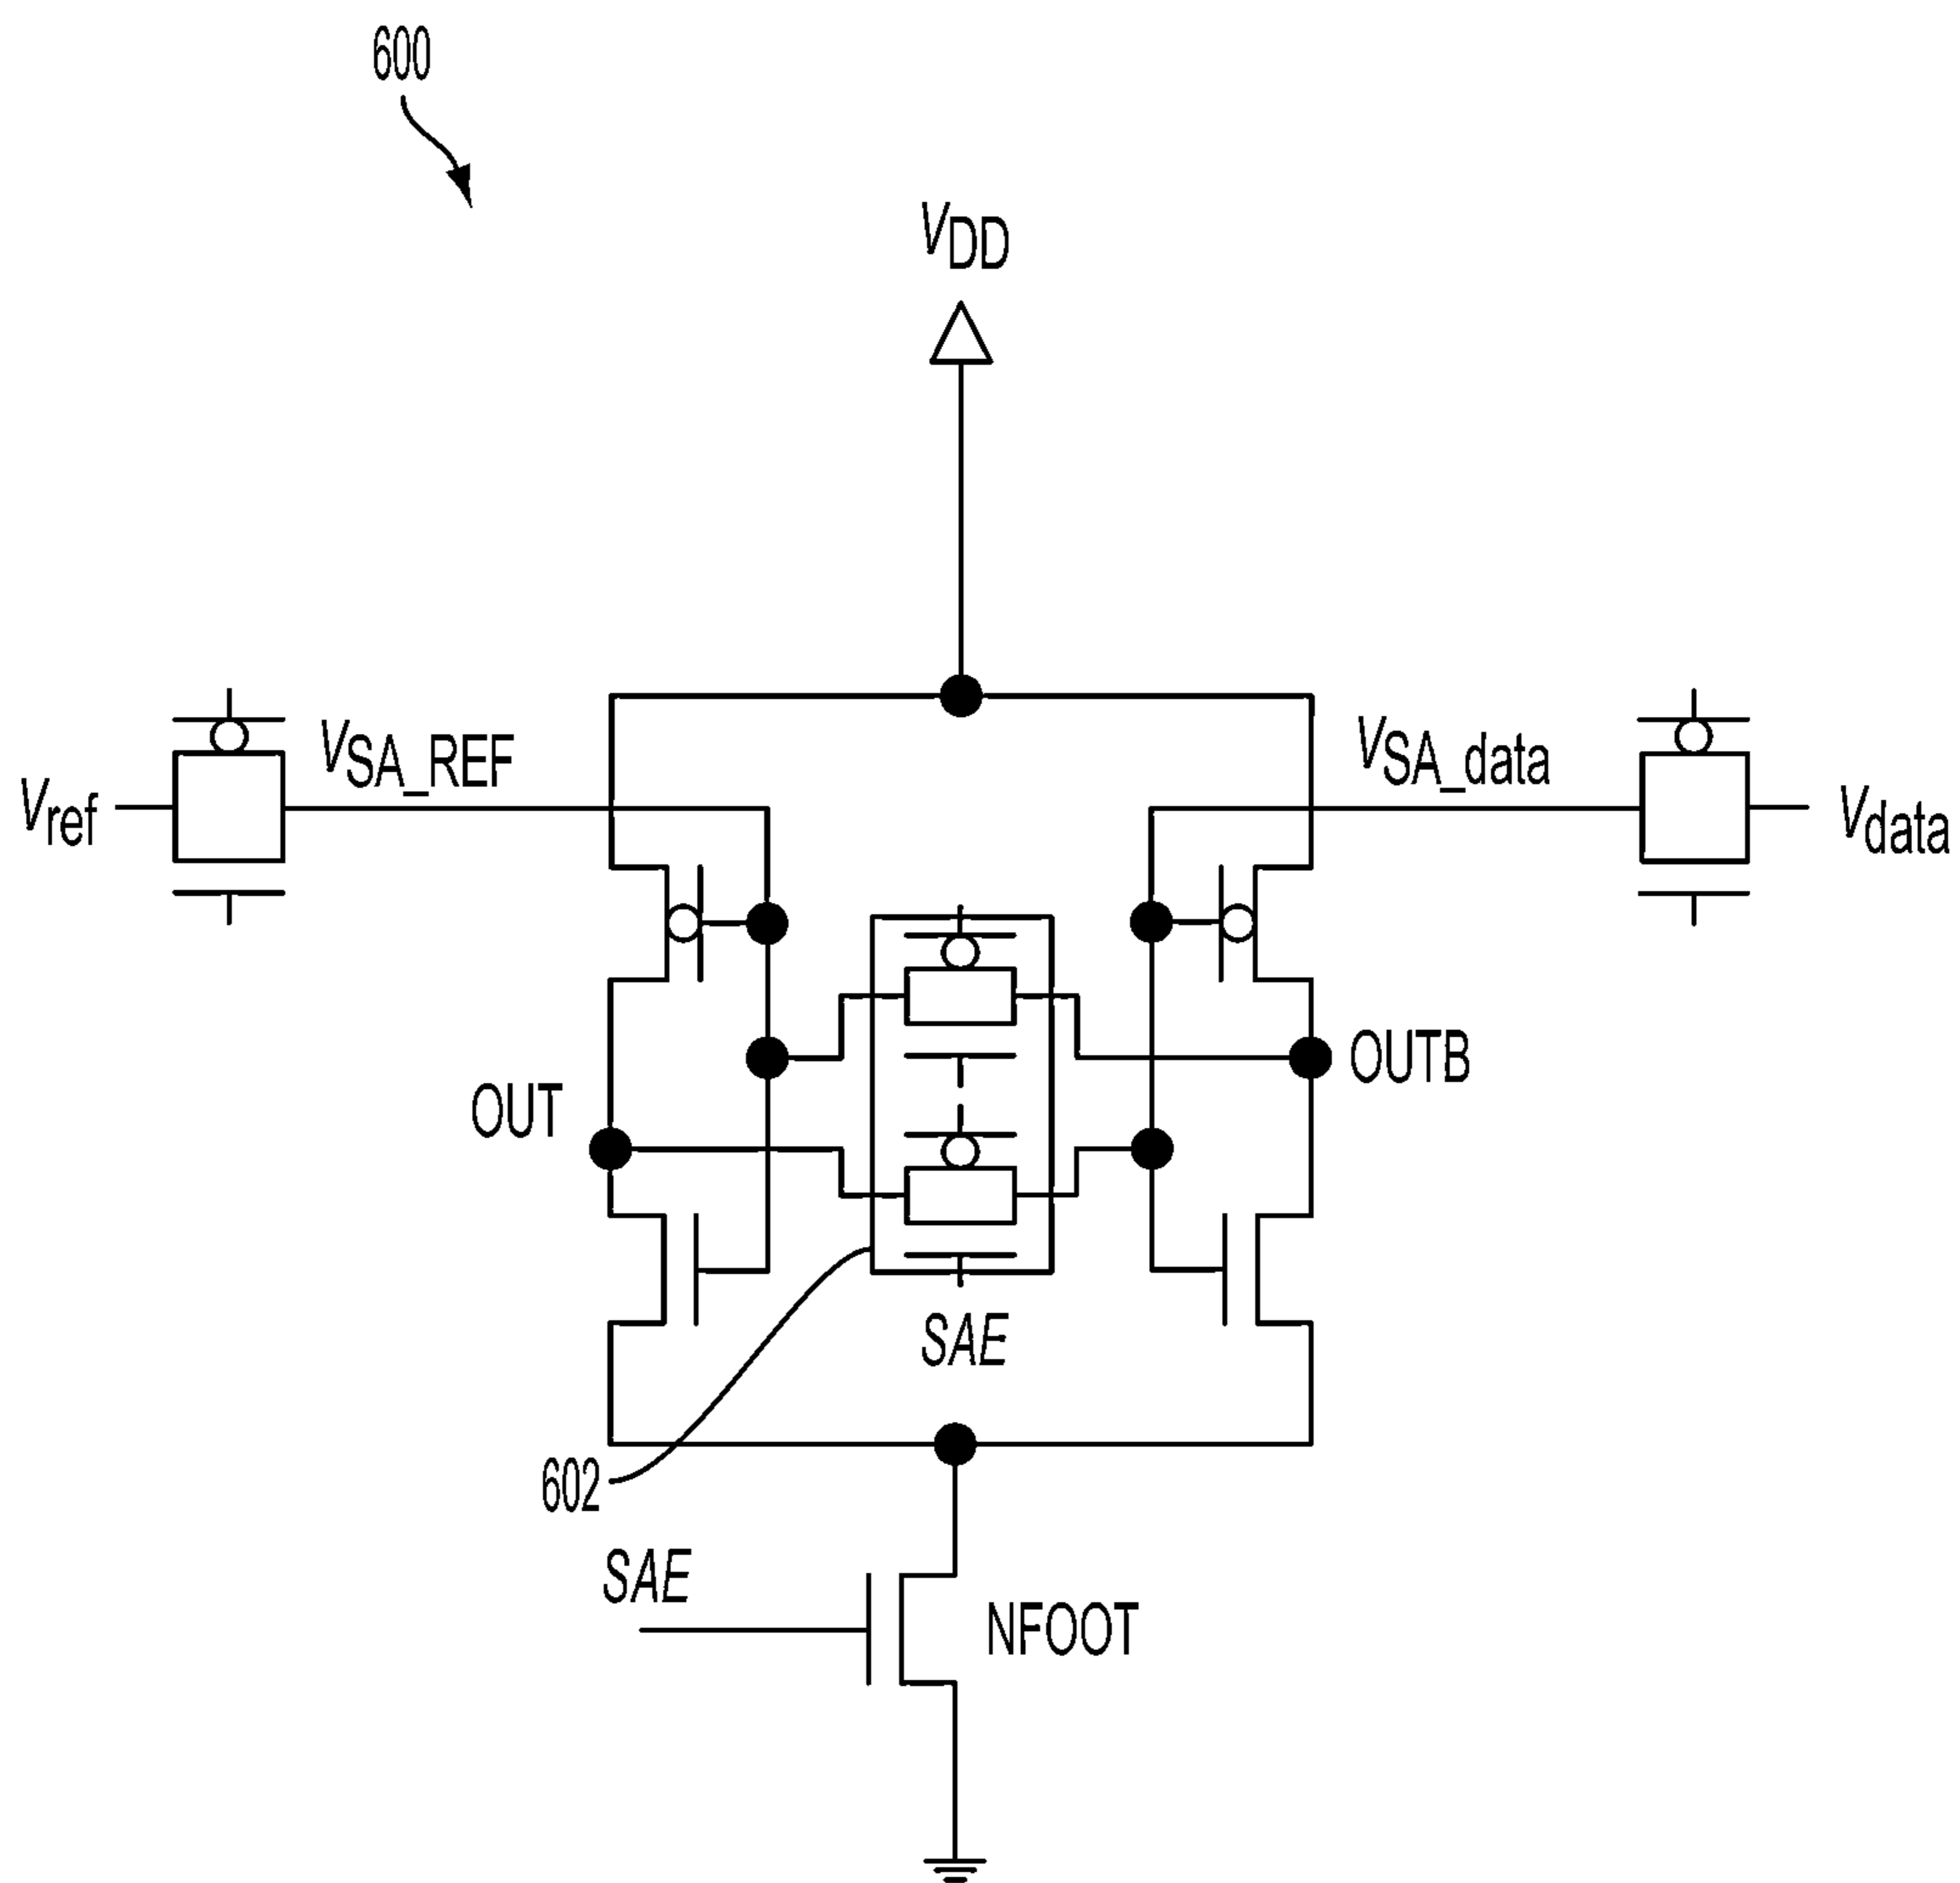 600
VDD
VSA_REF
VSA_data
Vref
Vdata
OUTB
OUT
SAE
602
SAE
NFOOT